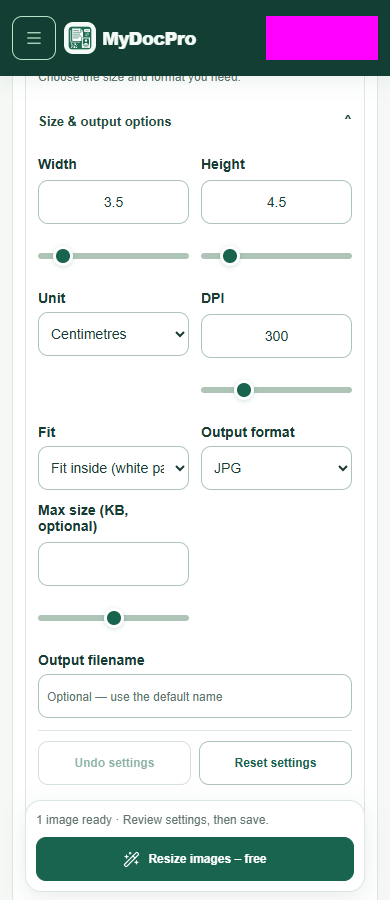 MyDocPro
Choose the size and format you need.
Size & output options
Width
Height
3.5
4.5
Unit
DPI
Centimetres
300
Fit
Output format
Fit inside (white pa
JPG
Max size (KB,
optional)
Output filename
Optional — use the default name
Undo settings
Reset settings
1 image ready · Review settings, then save.
Resize images – free